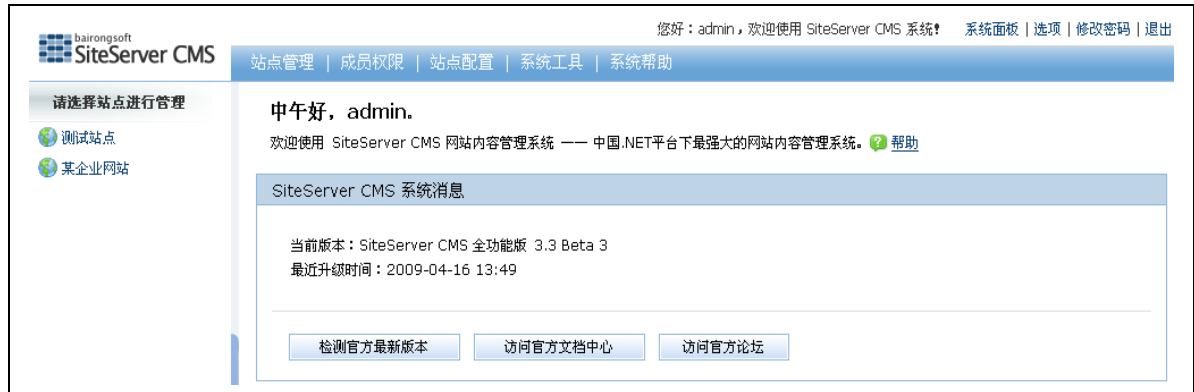 bairongsoft
SiteServer CMS
您好：admin，欢迎使用 SiteServer CMS 系统！ 系统面板 | 选项 | 修改密码 | 退出
站点管理 | 成员权限 | 站点配置 | 系统工具 | 系统帮助
请选择站点进行管理
测试站点
某企业网站
中午好，admin.
欢迎使用 SiteServer CMS 网站内容管理系统 —— 中国.NET平台下最强大的网站内容管理系统。 帮助
SiteServer CMS 系统消息
当前版本：SiteServer CMS 全功能版 3.3 Beta 3
最近升级时间：2009-04-16 13:49
检测官方最新版本 访问官方文档中心 访问官方论坛